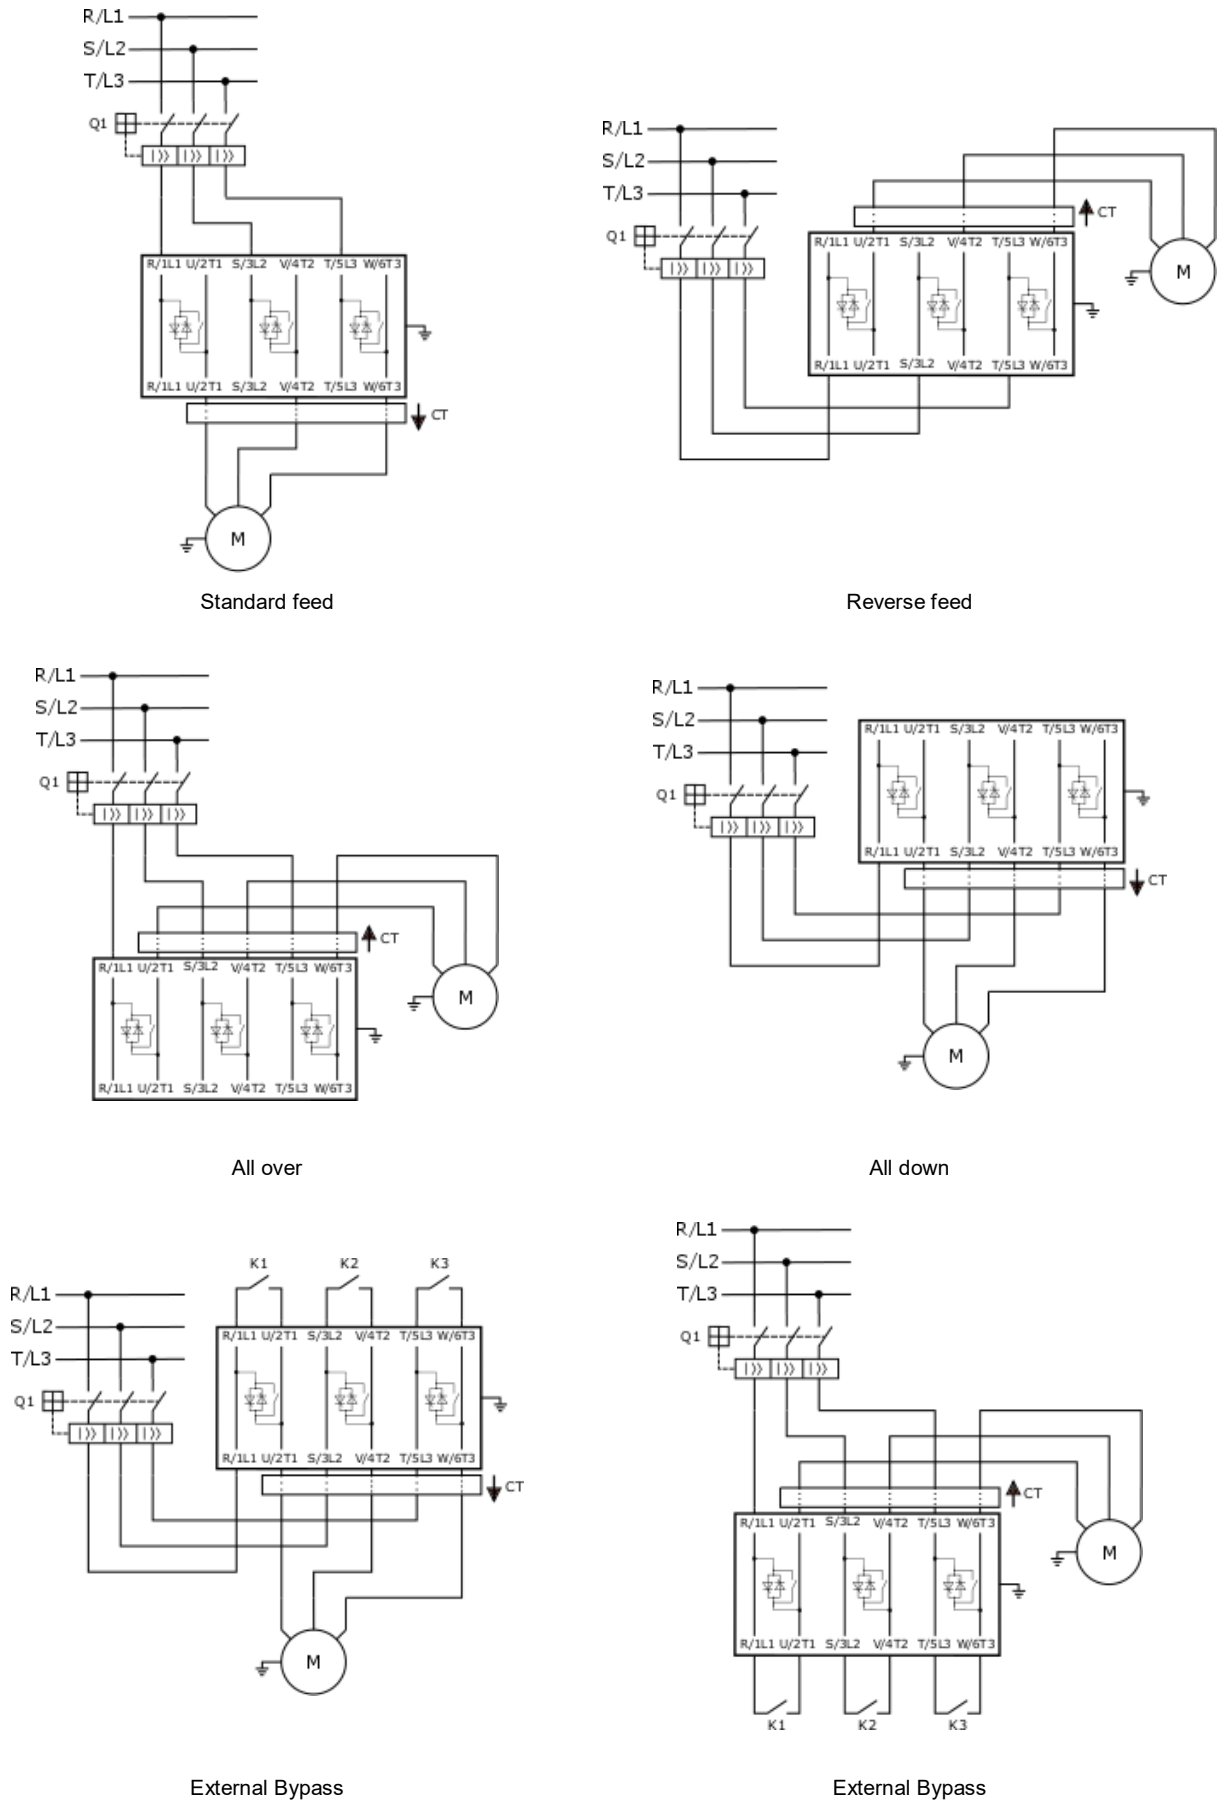 R/L1
S/L2
T/L3
Q1
R/1L1 U/2T1 S/3L2 V/4T2 T/5L3 W/6T3
R/1L1 U/2T1 S/3L2 V/4T2 T/5L3 W/6T3
CT
M
Standard feed
R/L1
S/L2
T/L3
CT
Q1
R/1L1 U/2T1 S/3L2 V/4T2 T/5L3 W/6T3
M
R/1L1 U/2T1 S/3L2 V/4T2 T/5L3 W/6T3
Reverse feed
R/L1
S/L2
T/L3
Q1
CT
R/1L1 U/2T1 S/3L2 V/4T2 T/5L3 W/6T3
M
R/1L1 U/2T1 S/3L2 V/4T2 T/5L3 W/6T3
All over
R/L1
S/L2
T/L3
R/1L1 U/2T1 S/3L2 V/4T2 T/5L3 W/6T3
Q1
R/1L1 U/2T1 S/3L2 V/4T2 T/5L3 W/6T3
CT
M
All down
K1 K2 K3
R/L1
S/L2
T/L3
R/1L1 U/2T1 S/3L2 V/4T2 T/5L3 W/6T3
Q1
R/1L1 U/2T1 S/3L2 V/4T2 T/5L3 W/6T3
CT
M
External Bypass
R/L1
S/L2
T/L3
Q1
CT
R/1L1 U/2T1 S/3L2 V/4T2 T/5L3 W/6T3
M
R/1L1 U/2T1 S/3L2 V/4T2 T/5L3 W/6T3
K1 K2 K3
External Bypass